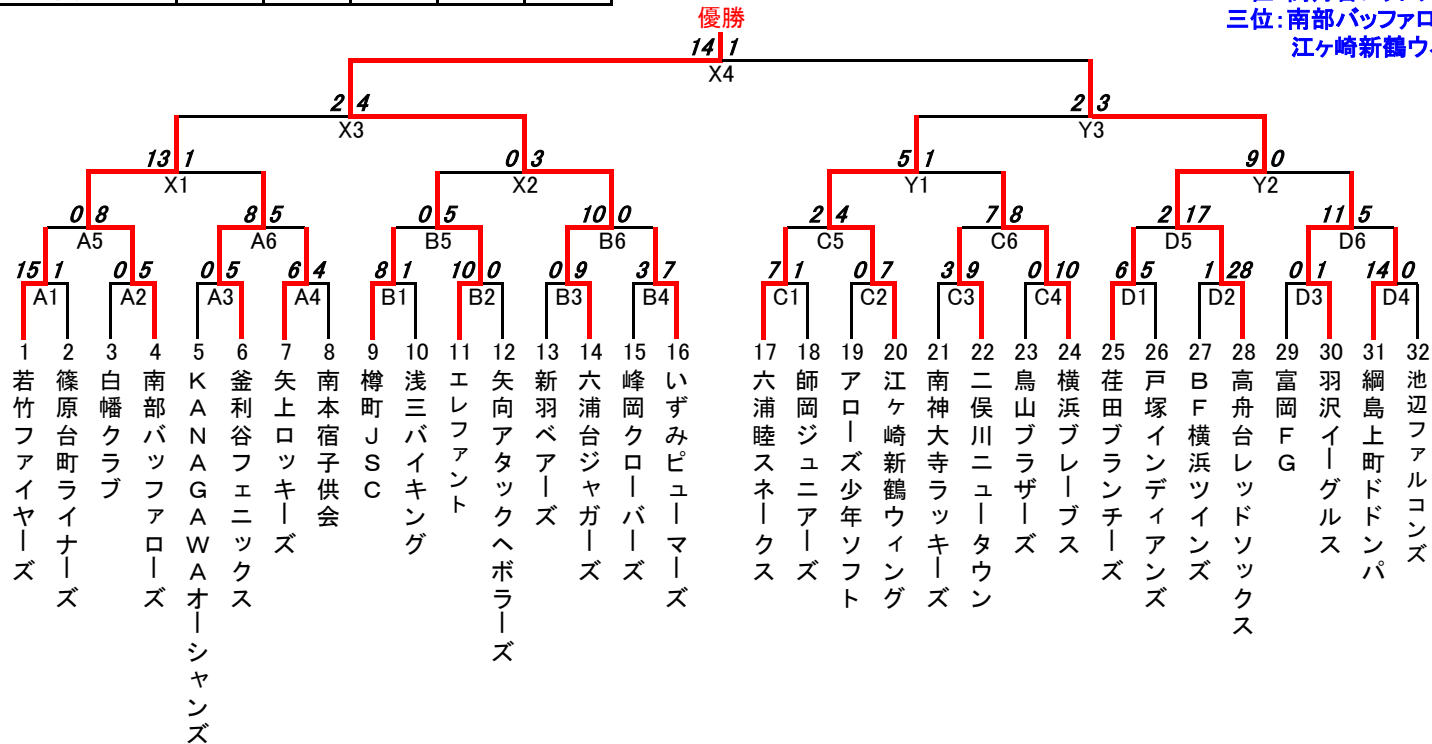 優勝
三位:南部バッファロ
江ヶ崎新鶴ウ
14 1
X4
2 4
X3
2 3
Y3
13 1
X1
0 3
X2
5 1
Y1
9 0
Y2
0 8
A5
8 5
A6
0 5
B5
10 0
B6
2 4
C5
7 8
C6
2 17
D5
11 5
D6
15 1
A1
0 5
A2
0 5
A3
6 4
A4
8 1
B1
10 0
B2
0 9
B3
3 7
B4
7 1
C1
0 7
C2
3 9
C3
0 10
C4
6 5
D1
1 28
D2
0 1
D3
14 0
D4
1 若竹ファイヤーズ
2 篠原台町ライナーズ
3 白幡クラブ
4 南部バッファローズ
5 KANAGAWAオーシャンズ
6 釜利谷フェニックス
7 矢上ロッキーズ
8 南本宿子供会
9 樽町JSC
10 浅三バイキング
11 エレファント
12 矢向アタックヘボラーズ
13 新羽ベアーズ
14 六浦台ジャガーズ
15 峰岡クローバーズ
16 いずみピューマーズ
17 六浦睦スネークス
18 師岡ジュニアーズ
19 アローズ少年ソフト
20 江ヶ崎新鶴ウィング
21 南神大寺ラッキーズ
22 二俣川ニュータウン
23 鳥山ブラザーズ
24 横浜ブレーブス
25 荏田ブランチーズ
26 戸塚インディアンズ
27 BF横浜ツインズ
28 高舟台レッドソックス
29 富岡FG
30 羽沢イーグルス
31 綱島上町ドドンパ
32 池辺ファルコンズ